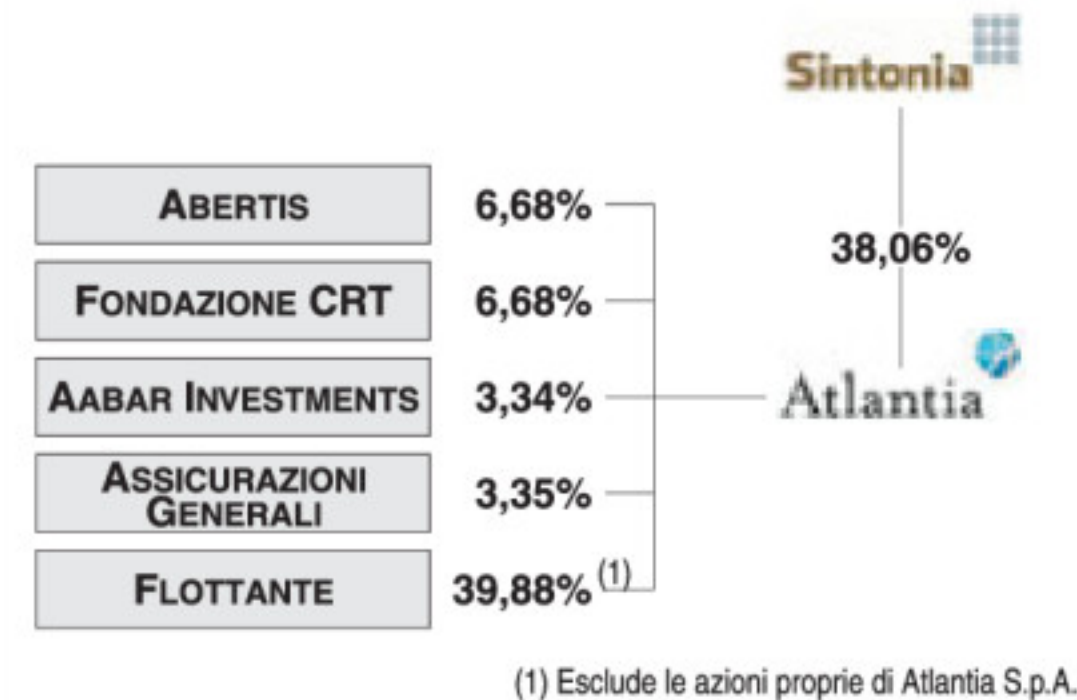 Sintonia
ABERTIS 6,68%
38,06%
FONDAZIONE CRT 6,68%
AABAR INVESTMENTS 3,34%
Atlantia
ASSICURAZIONI
GENERALI 3,35%
FLOTTANTE 39,88% (1)
(1) Esclude le azioni proprie di Atlantia S.p.A.